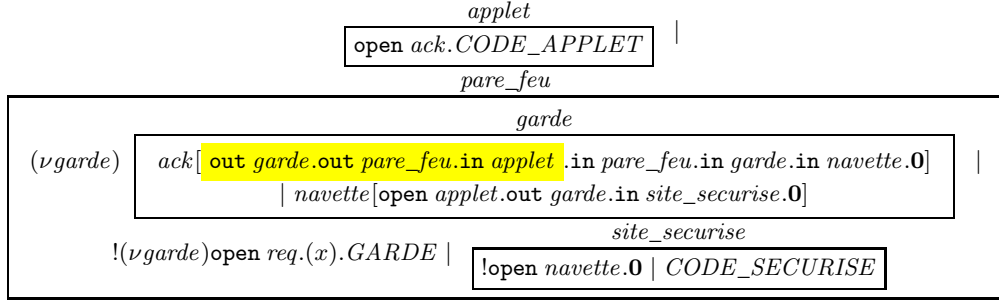 applet
open ack.CODE_APPLET |
pare_feu
garde
(νgarde) ack[ out garde.out pare_feu.in applet .in pare_feu.in garde.in navette.0] |
| navette[open applet.out garde.in site_securise.0]
site_securise
!(νgarde)open req.(x).GARDE | !open navette.0 | CODE_SECURISE